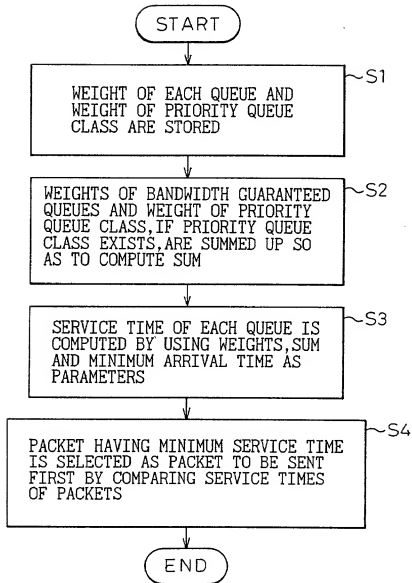 START
S1
WEIGHT OF EACH QUEUE AND
WEIGHT OF PRIORITY QUEUE
CLASS ARE STORED
S2
WEIGHTS OF BANDWIDTH GUARANTEED
QUEUES AND WEIGHT OF PRIORITY
QUEUE CLASS,IF PRIORITY QUEUE
CLASS EXISTS,ARE SUMMED UP SO
AS TO COMPUTE SUM
S3
SERVICE TIME OF EACH QUEUE IS
COMPUTED BY USING WEIGHTS,SUM
AND MINIMUM ARRIVAL TIME AS
PARAMETERS
S4
PACKET HAVING MINIMUM SERVICE TIME
IS SELECTED AS PACKET TO BE SENT
FIRST BY COMPARING SERVICE TIMES
OF PACKETS
END